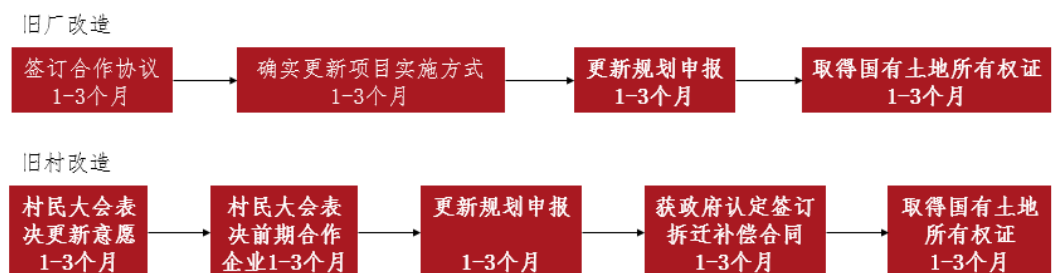 旧厂改造
签订合作协议
1-3个月
确实更新项目实施方式
1-3个月
更新规划申报
1-3个月
取得国有土地所有权证
1-3个月
旧村改造
村民大会表
决更新意愿
1-3个月
村民大会表
决前期合作
企业1-3个月
更新规划申报
1-3个月
获政府认定签订
拆迁补偿合同
1-3个月
取得国有土地
所有权证
1-3个月